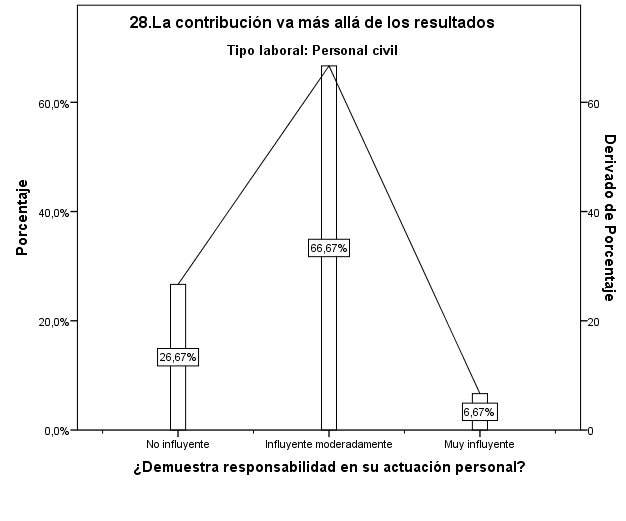 28.La contribución va más allá de los resultados
Tipo laboral: Personal civil
Porcentaje
60,0%
40,0%
20,0%
0,0%
26,67%
66,67%
6,67%
60
40
20
0
Derivado de Porcentaje
No influyente
Influyente moderadamente
Muy influyente
¿Demuestra responsabilidad en su actuación personal?